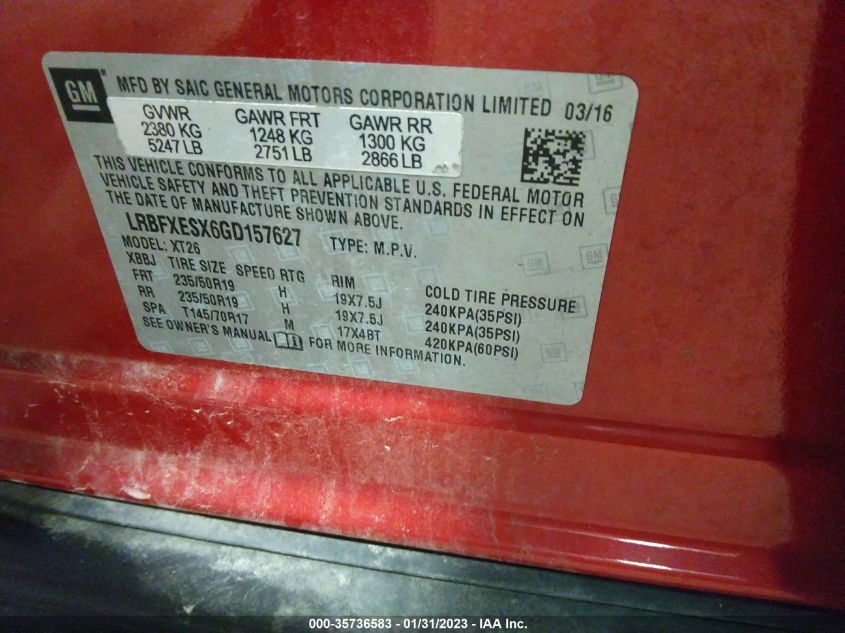 GM
MFD BY SAIC GENERAL MOTORS CORPORATION LIMITED 03/16
GVWR GAWR FRT GAWR RR
2380 KG 1248 KG 1300 KG
5247 LB 2751 LB 2866 LB
THIS VEHICLE CONFORMS TO ALL APPLICABLE U.S. FEDERAL MOTOR
VEHICLE SAFETY AND THEFT PREVENTION STANDARDS IN EFFECT ON
THE DATE OF MANUFACTURE SHOWN ABOVE.
LRBFXESX6GD157627 TYPE: M.P.V.
MODEL: XT26
XBBJ TIRE SIZE SPEED RTG RIM COLD TIRE PRESSURE
FRT 235/50R19 H 19X7.5J 240KPA(35PSI)
RR 235/50R19 H 19X7.5J 240KPA(35PSI)
SPA T145/70R17 M 17X4BT 420KPA(60PSI)
SEE OWNER'S MANUAL FOR MORE INFORMATION.
000-35736583 - 01/31/2023 - IAA Inc.